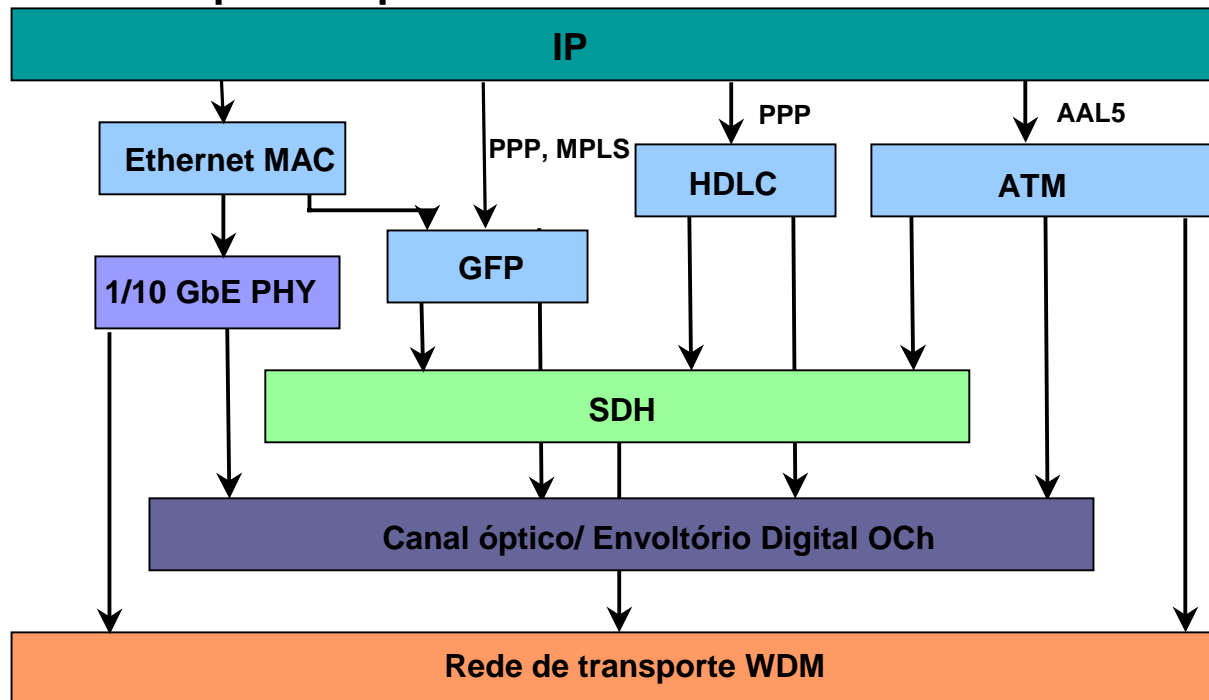 IP
PPP
AAL5
Ethernet MAC
PPP, MPLS
HDLC
ATM
GFP
1/10 GbE PHY
SDH
Canal óptico/ Envoltório Digital OCh
Rede de transporte WDM